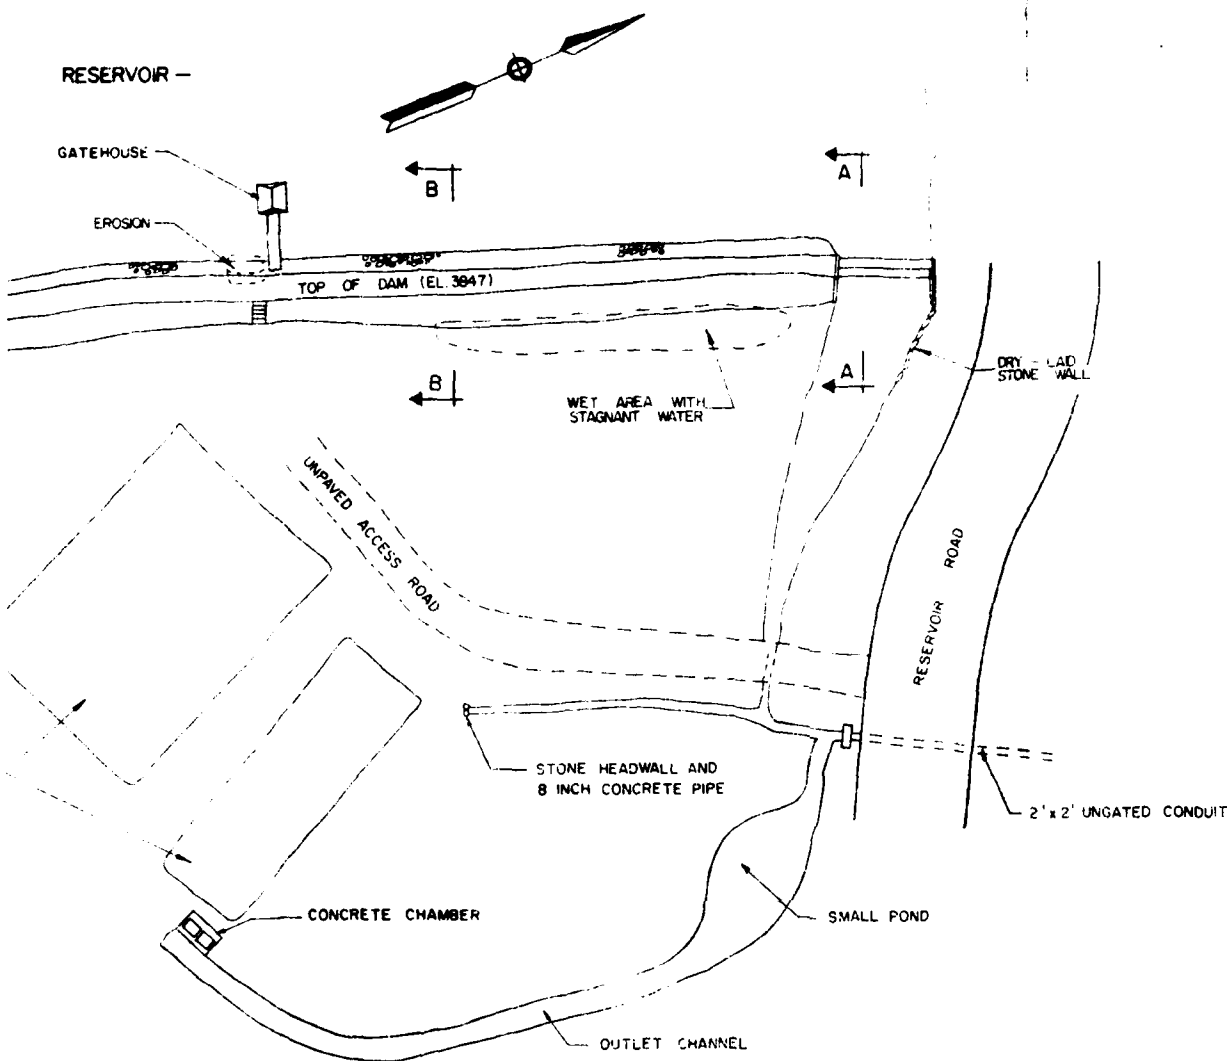 RESERVOIR —
GATEHOUSE
B
A
EROSION
TOP OF DAM (EL. 3847)
DRY - LAID
STONE WALL
B
A
WET AREA WITH
STAGNANT WATER
UNPAVED ACCESS ROAD
RESERVOIR ROAD
STONE HEADWALL AND
8 INCH CONCRETE PIPE
2' x 2' UNGATED CONDUIT
CONCRETE CHAMBER
SMALL POND
OUTLET CHANNEL